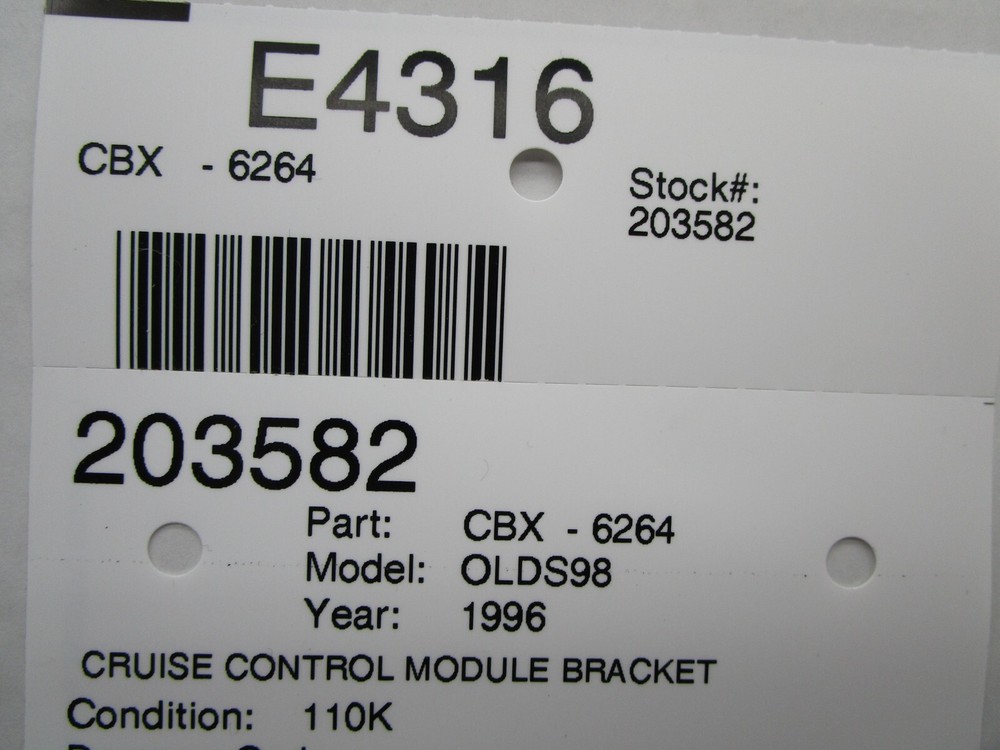 E4316
CBX - 6264
Stock#:
203582
203582
Part: CBX - 6264
Model: OLDS98
Year: 1996
CRUISE CONTROL MODULE BRACKET
Condition: 110K